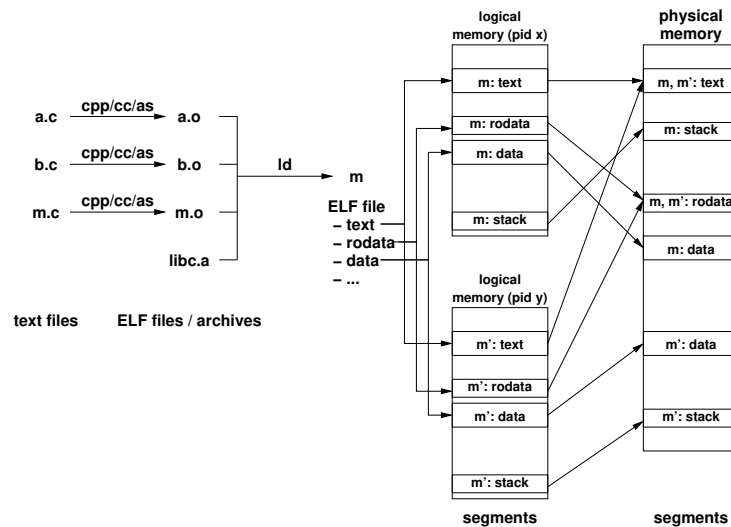 a.c
cpp/cc/as
a.o
b.c
cpp/cc/as
b.o
m.c
cpp/cc/as
m.o
libc.a
ld
m
ELF file
– text
– rodata
– data
– ...
text files
ELF files / archives
logical
memory (pid x)
m: text
m: rodata
m: data
m: stack
logical
memory (pid y)
m’: text
m’: rodata
m’: data
m’: stack
segments
physical
memory
m, m’: text
m: stack
m, m’: rodata
m: data
m’: data
m’: stack
segments